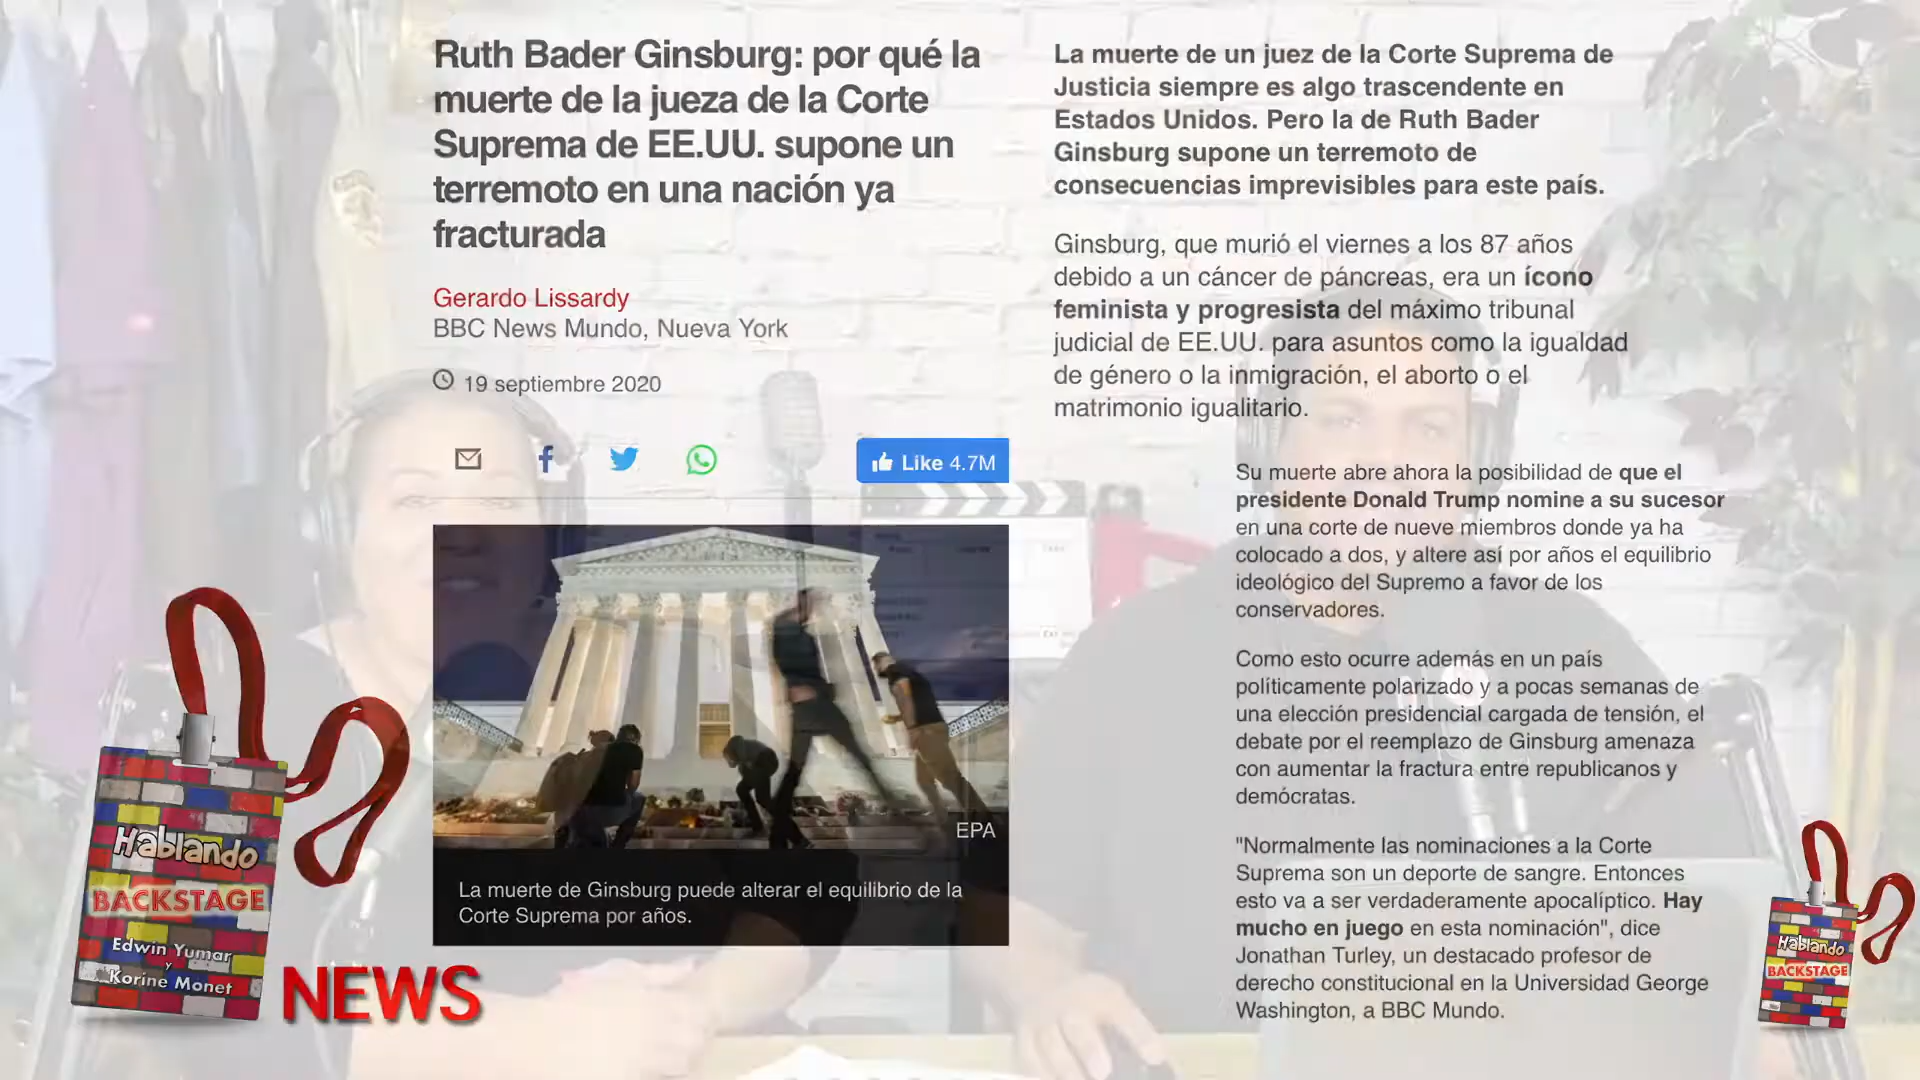 Ruth Bader Ginsburg: por qué la
muerte de la jueza de la Corte
Suprema de EE.UU. supone un
terremoto en una nación ya
fracturada
Gerardo Lissardy
BBC News Mundo, Nueva York
19 septiembre 2020
Like 4.7M
EPA
La muerte de Ginsburg puede alterar el equilibrio de la
Corte Suprema por años.
La muerte de un juez de la Corte Suprema de
Justicia siempre es algo trascendente en
Estados Unidos. Pero la de Ruth Bader
Ginsburg supone un terremoto de
consecuencias imprevisibles para este país.
Ginsburg, que murió el viernes a los 87 años
debido a un cáncer de páncreas, era un ícono
feminista y progresista del máximo tribunal
judicial de EE.UU. para asuntos como la igualdad
de género o la inmigración, el aborto o el
matrimonio igualitario.
Su muerte abre ahora la posibilidad de que el
presidente Donald Trump nomine a su sucesor
en una corte de nueve miembros donde ya ha
colocado a dos, y altere así por años el equilibrio
ideológico del Supremo a favor de los
conservadores.
Como esto ocurre además en un país
políticamente polarizado y a pocas semanas de
una elección presidencial cargada de tensión, el
debate por el reemplazo de Ginsburg amenaza
con aumentar la fractura entre republicanos y
demócratas.
"Normalmente las nominaciones a la Corte
Suprema son un deporte de sangre. Entonces
esto va a ser verdaderamente apocalíptico. Hay
mucho en juego en esta nominación", dice
Jonathan Turley, un destacado profesor de
derecho constitucional en la Universidad George
Washington, a BBC Mundo.
Hablando
BACKSTAGE
Edwin Yumar
y
Korine Monet
NEWS
Hablando
BACKSTAGE